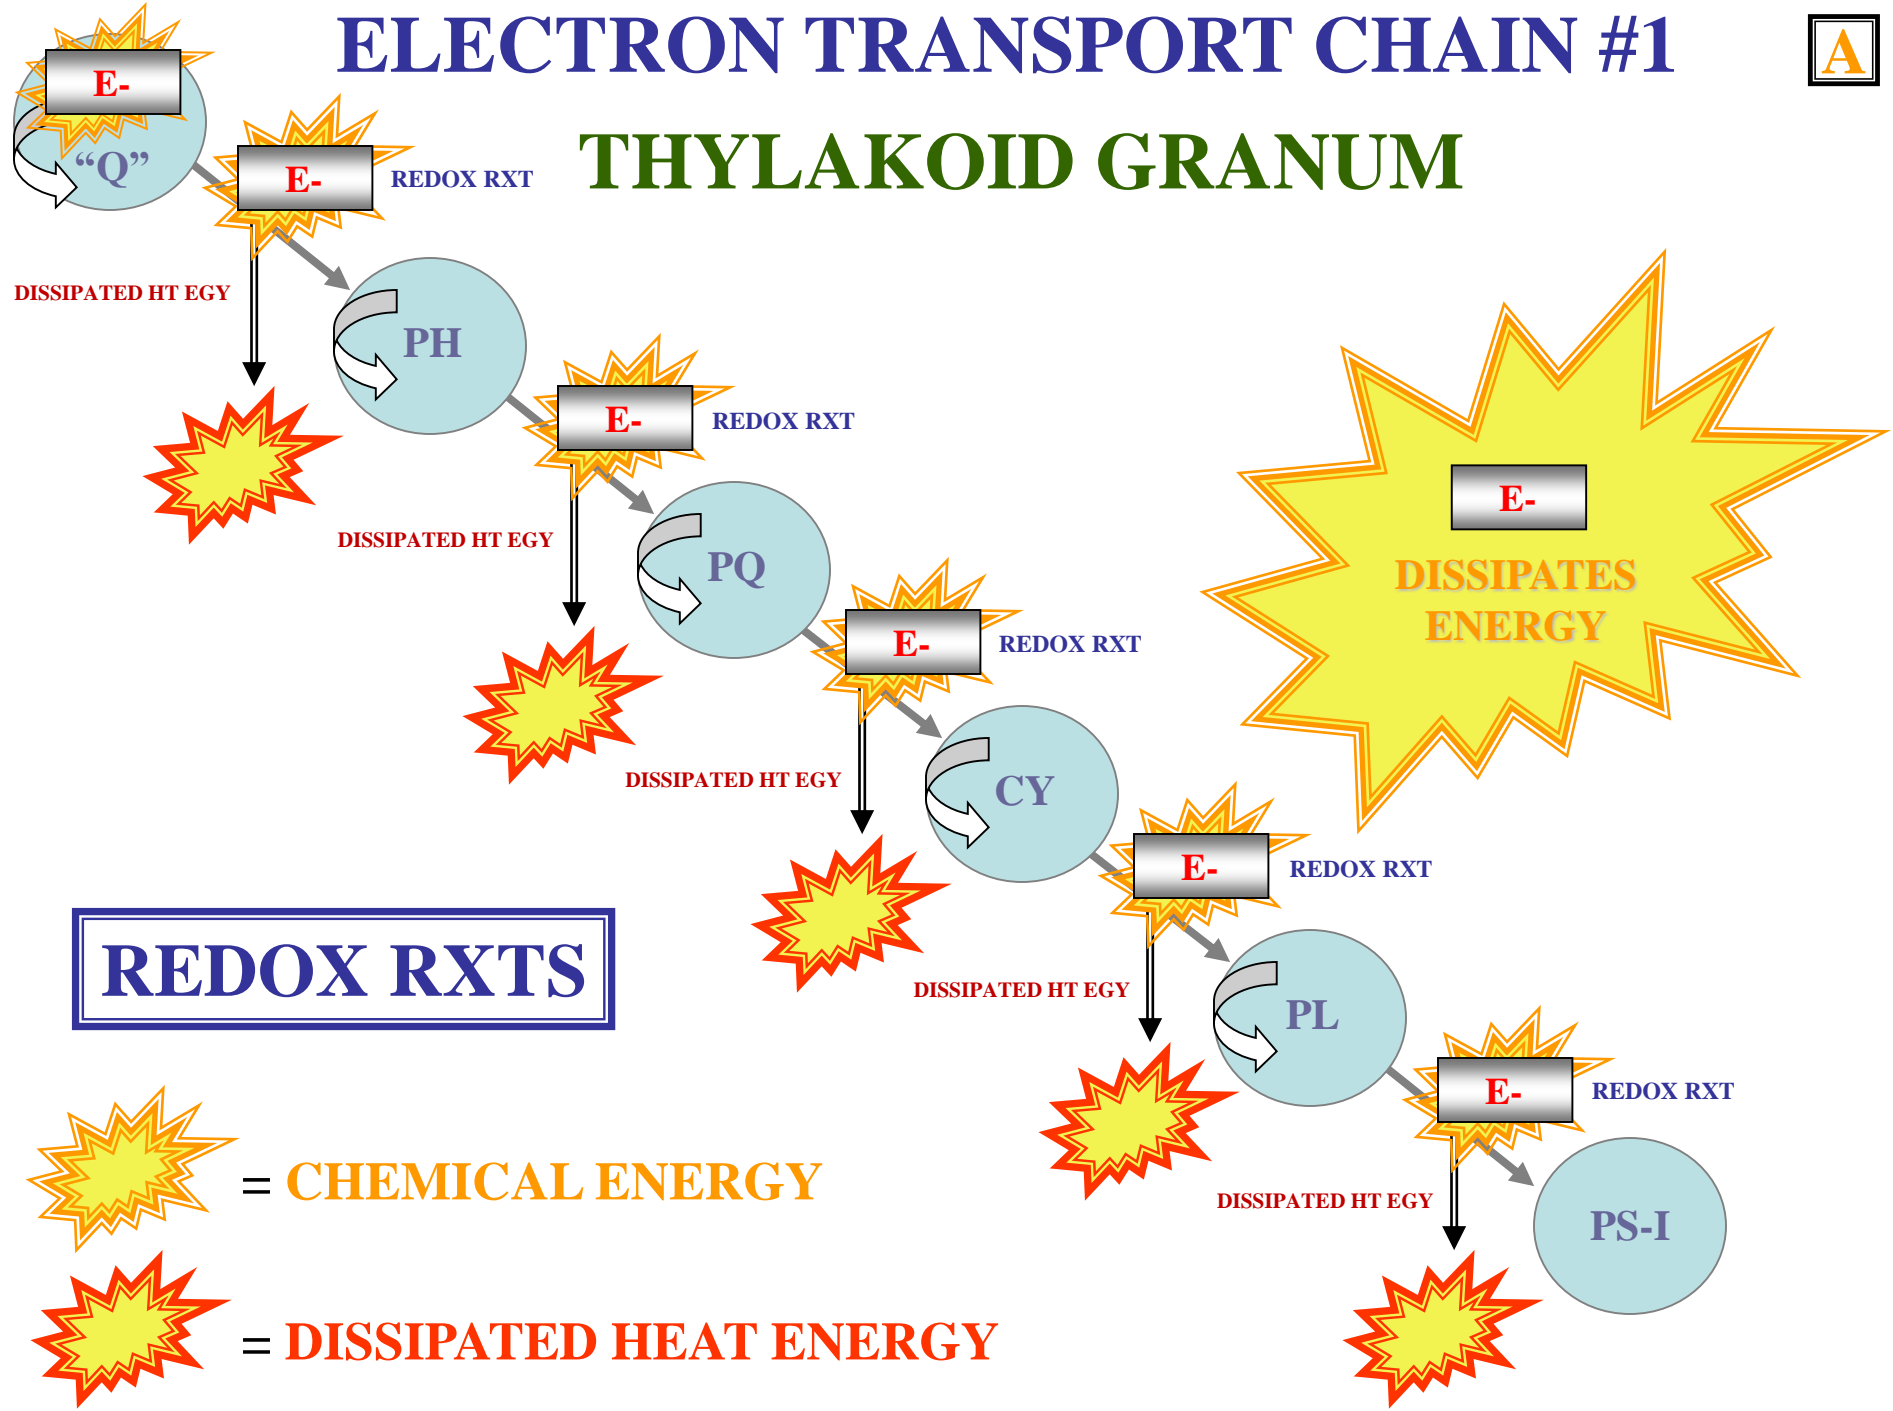 ELECTRON TRANSPORT CHAIN #1
A
THYLAKOID GRANUM
E-
“Q”
E-
REDOX RXT
DISSIPATED HT EGY
PH
E-
REDOX RXT
DISSIPATED HT EGY
PQ
E-
REDOX RXT
DISSIPATED HT EGY
CY
E-
REDOX RXT
DISSIPATED HT EGY
PL
E-
REDOX RXT
DISSIPATED HT EGY
PS-I
E-
DISSIPATES
ENERGY
REDOX RXTS
= CHEMICAL ENERGY
= DISSIPATED HEAT ENERGY